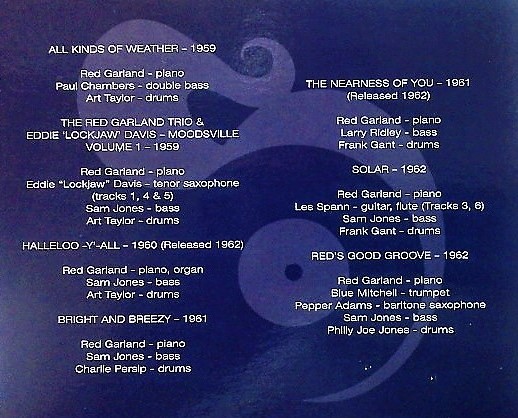 ALL KINDS OF WEATHER – 1959
Red Garland - piano
Paul Chambers - double bass
Art Taylor - drums
THE RED GARLAND TRIO &
EDDIE 'LOCKJAW' DAVIS – MOODSVILLE
VOLUME 1 – 1959
Red Garland - piano
Eddie "Lockjaw" Davis - tenor saxophone
(tracks 1, 4 & 5)
Sam Jones - bass
Art Taylor - drums
HALLELOO -Y'-ALL – 1960 (Released 1962)
Red Garland - piano, organ
Sam Jones - bass
Art Taylor - drums
BRIGHT AND BREEZY – 1961
Red Garland - piano
Sam Jones - bass
Charlie Persip - drums
THE NEARNESS OF YOU – 1961
(Released 1962)
Red Garland - piano
Larry Ridley - bass
Frank Gant - drums
SOLAR – 1962
Red Garland - piano
Les Spann - guitar, flute (Tracks 3, 6)
Sam Jones - bass
Frank Gant - drums
RED'S GOOD GROOVE – 1962
Red Garland - piano
Blue Mitchell - trumpet
Pepper Adams - baritone saxophone
Sam Jones - bass
Philly Joe Jones - drums